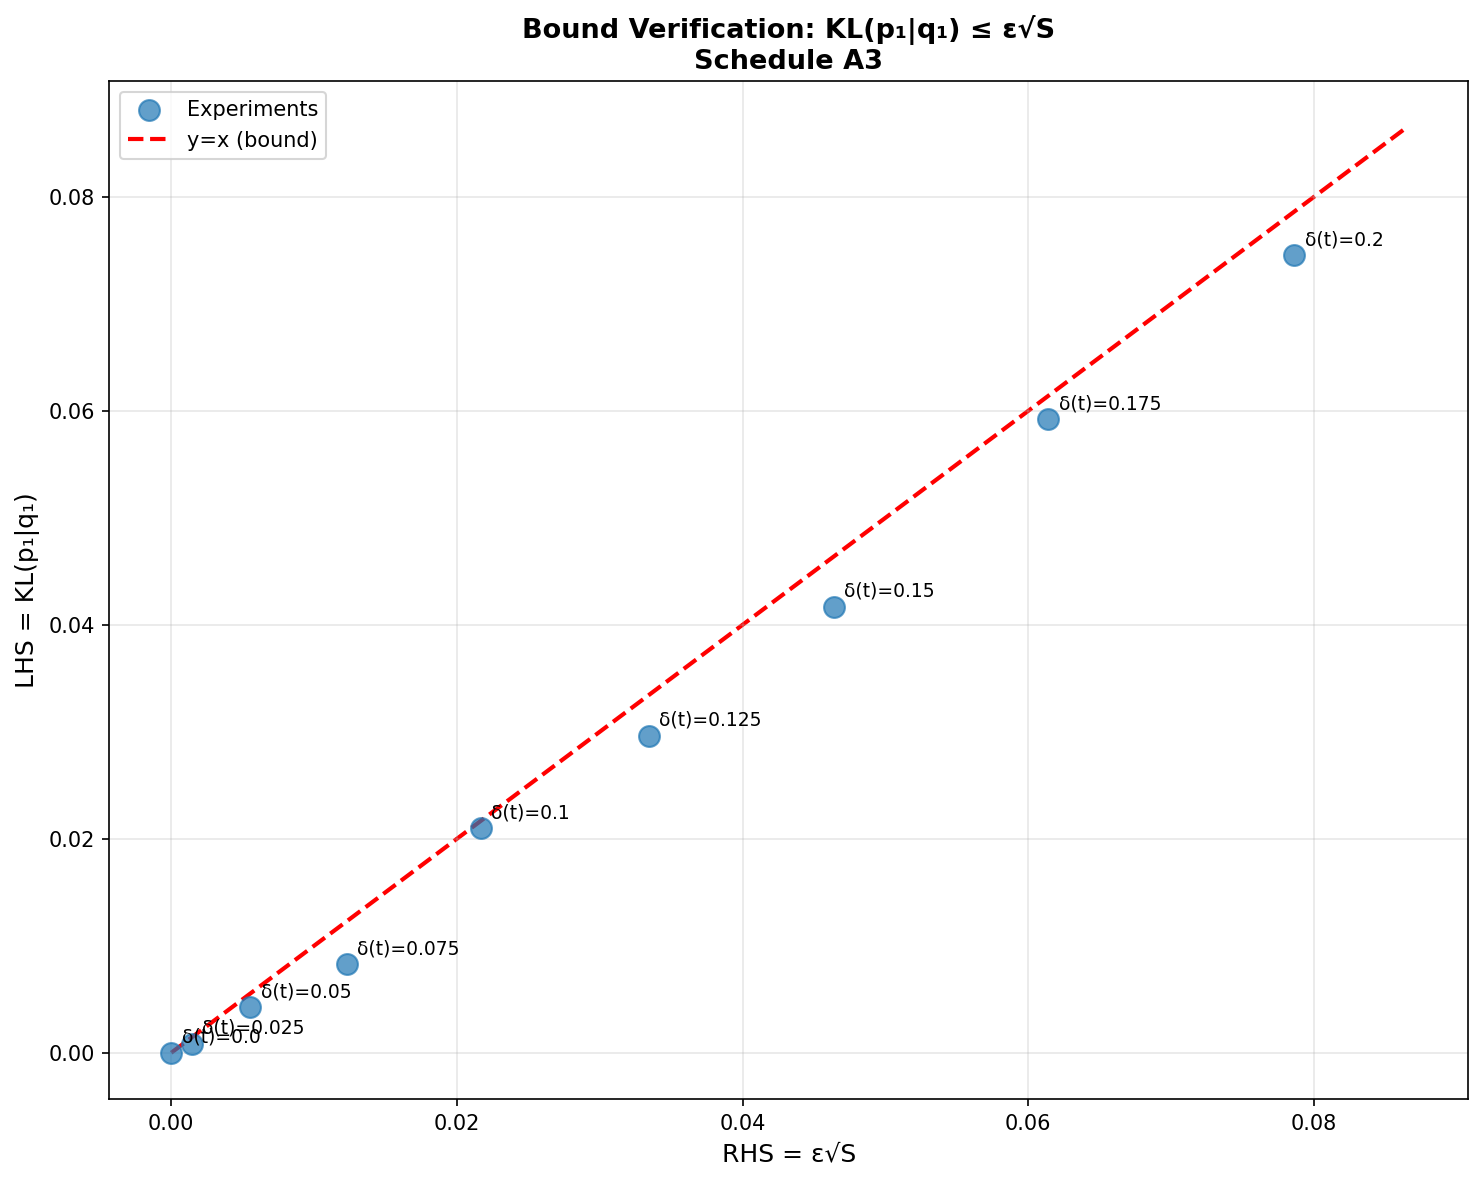 Bound Verification: KL(p₁|q₁) ≤ ε√S
Schedule A3
Experiments
y=x (bound)
LHS = KL(p₁|q₁)
0.08
0.06
0.04
0.02
0.00
δ(t)=0.2
δ(t)=0.175
δ(t)=0.15
δ(t)=0.125
δ(t)=0.1
δ(t)=0.075
δ(t)=0.05
δ(t)=0.025
δ(t)=0.0
0.00 0.02 0.04 0.06 0.08
RHS = ε√S